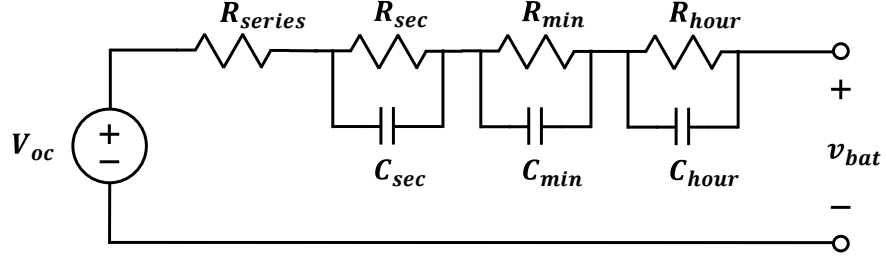 R_series R_sec R_min R_hour
+
V_oc + −
v_bat
C_sec C_min C_hour
−